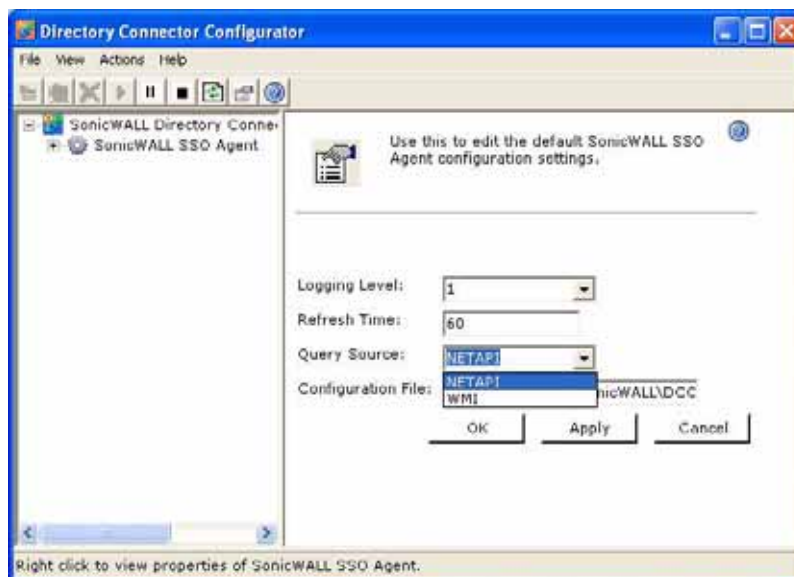 Directory Connector Configurator
File View Actions Help
SonicWALL Directory Conne
SonicWALL SSO Agent
Use this to edit the default SonicWALL SSO
Agent configuration settings.
Logging Level: 1
Refresh Time: 60
Query Source: NETAPI
NETAPI
WMI
Configuration File: nicWALL\DCC
OK Apply Cancel
Right click to view properties of SonicWALL SSO Agent.